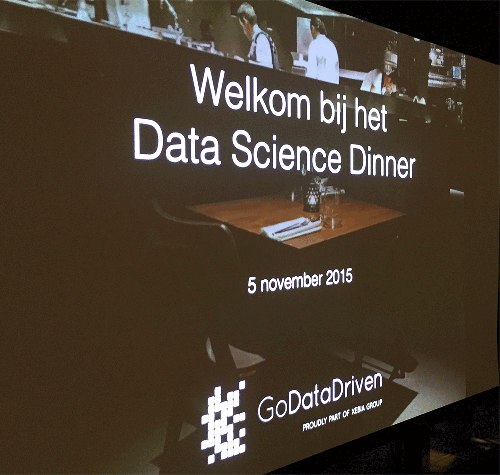 Welkom bij het
Data Science Dinner
5 november 2015
GoDataDriven
PROUDLY PART OF XEBIA GROUP